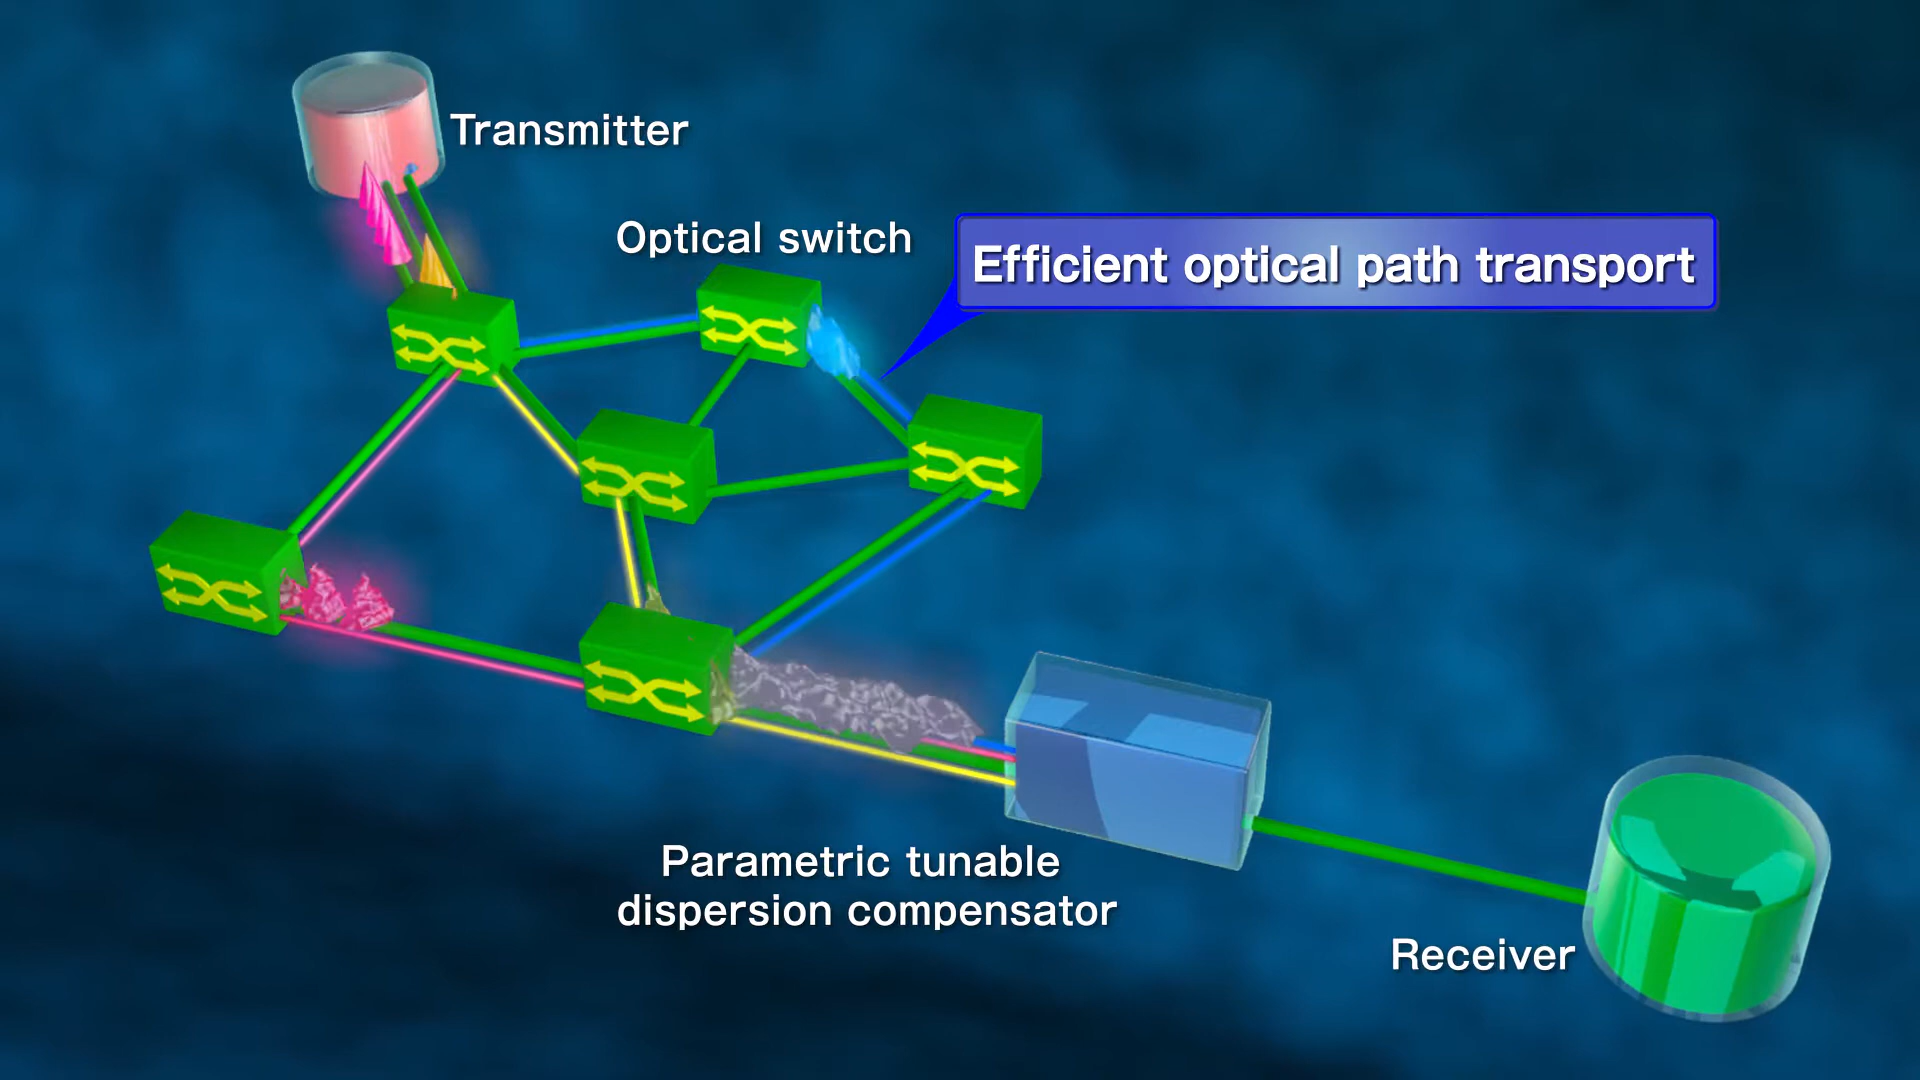 Transmitter
Optical switch
Efficient optical path transport
Parametric tunable
dispersion compensator
Receiver